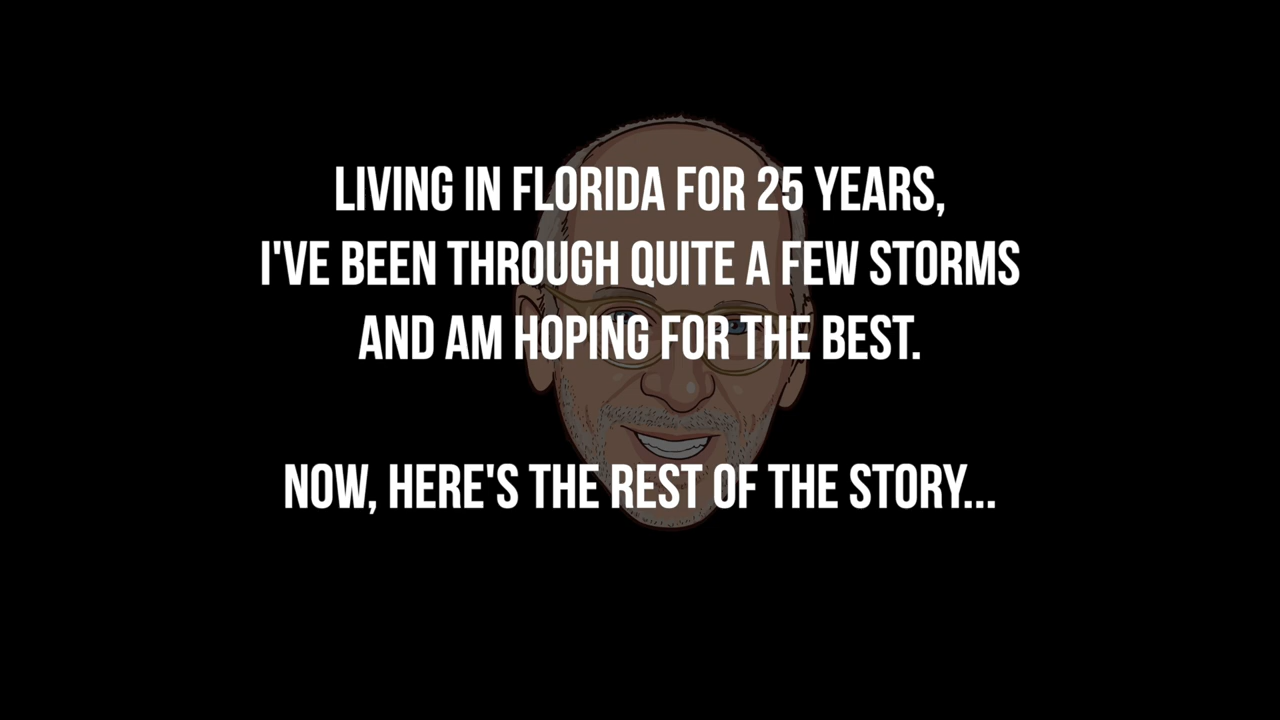 LIVING IN FLORIDA FOR 25 YEARS,
I'VE BEEN THROUGH QUITE A FEW STORMS
AND AM HOPING FOR THE BEST.
NOW, HERE'S THE REST OF THE STORY...